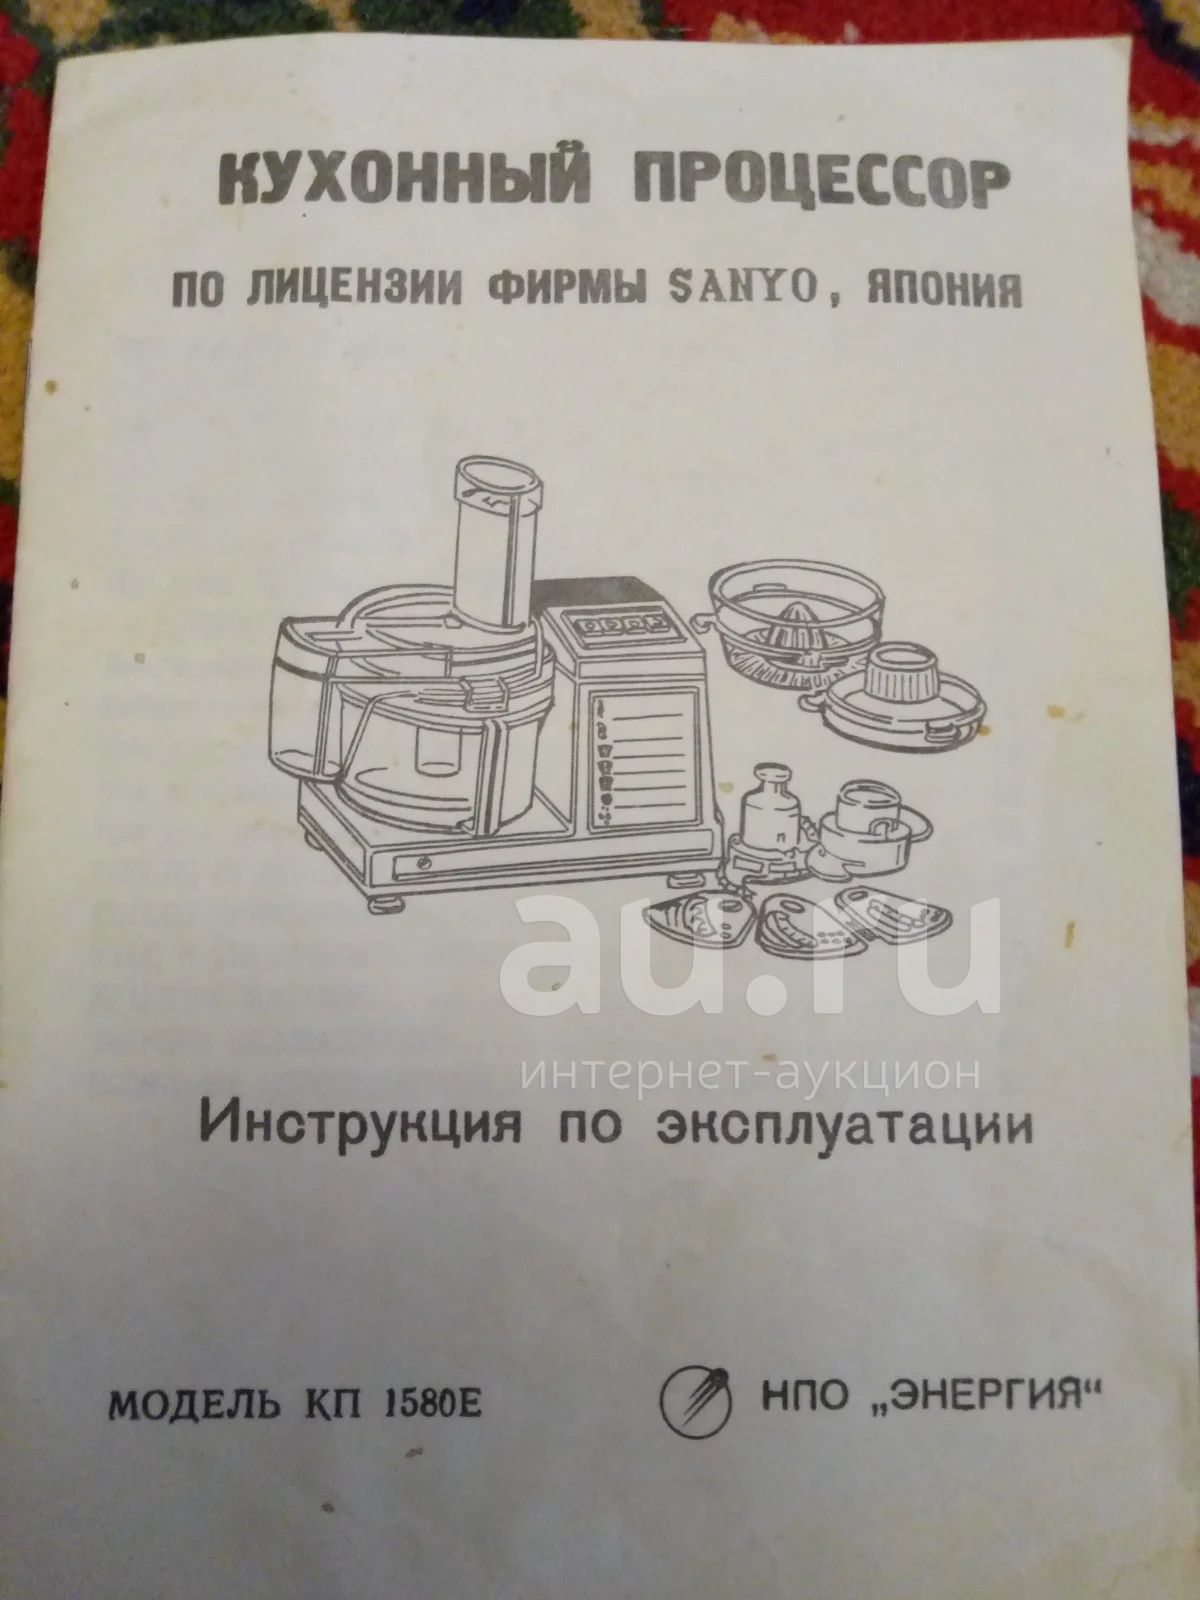 КУХОННЫЙ ПРОЦЕССОР
ПО ЛИЦЕНЗИИ ФИРМЫ SANYO, ЯПОНИЯ
au.ru
интернет-аукцион
Инструкция по эксплуатации
МОДЕЛЬ КП 1580Е
НПО „ЭНЕРГИЯ“